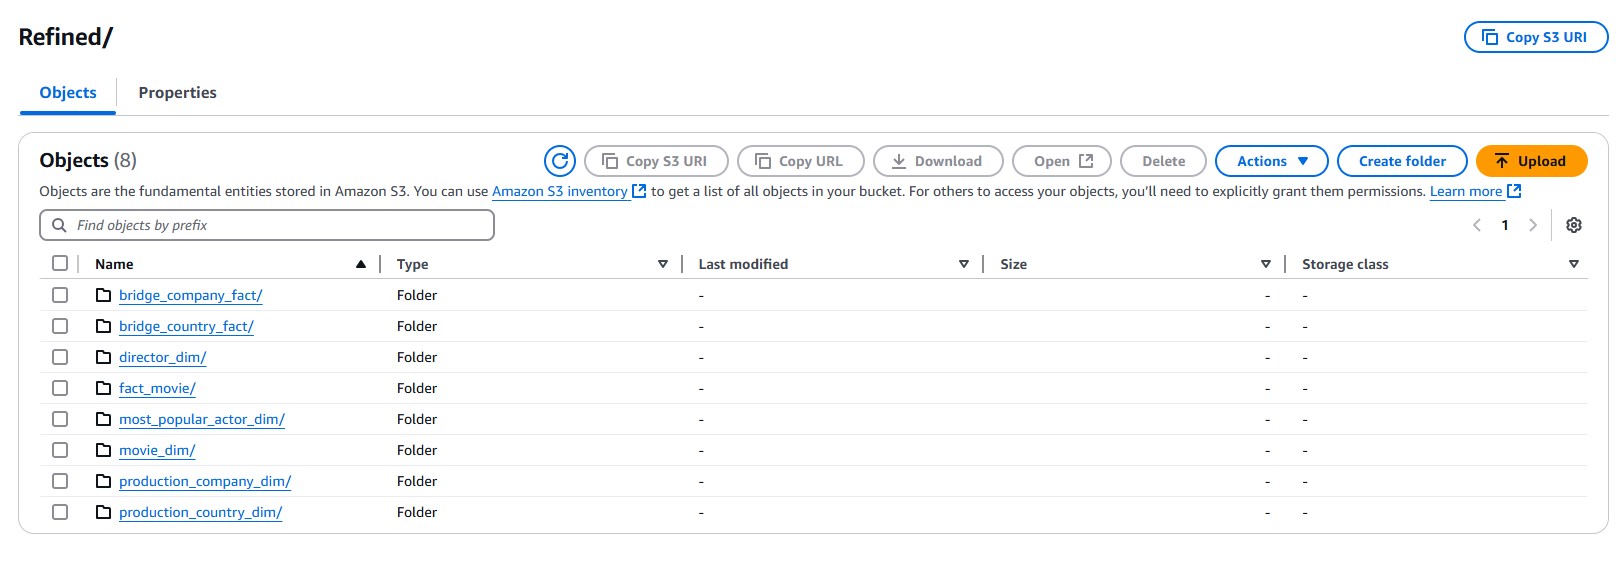 Refined/
Copy S3 URI
Objects
Properties
Objects (8)
Copy S3 URI
Copy URL
Download
Open
Delete
Actions
Create folder
Upload
Objects are the fundamental entities stored in Amazon S3. You can use Amazon S3 inventory to get a list of all objects in your bucket. For others to access your objects, you’ll need to explicitly grant them permissions. Learn more
Find objects by prefix
1
Name Type Last modified Size Storage class
bridge_company_fact/ Folder - - -
bridge_country_fact/ Folder - - -
director_dim/ Folder - - -
fact_movie/ Folder - - -
most_popular_actor_dim/ Folder - - -
movie_dim/ Folder - - -
production_company_dim/ Folder - - -
production_country_dim/ Folder - - -